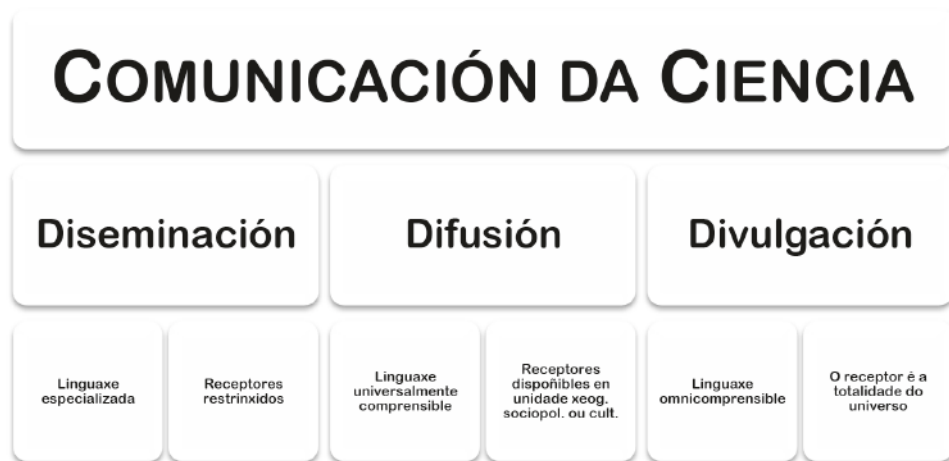 COMUNICACIÓN DA CIENCIA
Diseminación
Difusión
Divulgación
Linguaxe
especializada
Receptores
restrinxidos
Linguaxe
universalmente
comprensible
Receptores
dispoñibles en
unidade xeog.
sociopol. ou cult.
Linguaxe
omnicomprensible
O receptor é a
totalidade do
universo